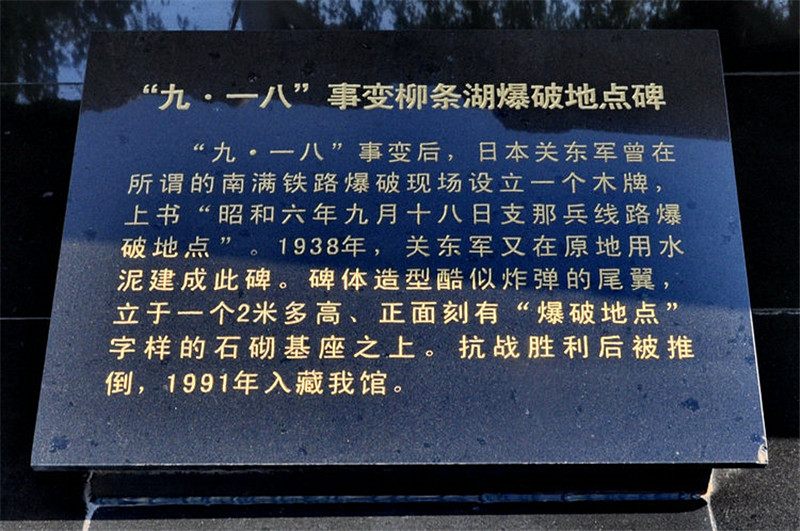 “九·一八”事变柳条湖爆破地点碑
“九·一八”事变后，日本关东军曾在
所谓的南满铁路爆破现场设立一个木牌，
上书“昭和六年九月十八日支那兵线路爆
破地点”。1938年，关东军又在原地用水
泥建成此碑。碑体造型酷似炸弹的尾翼，
立于一个2米多高、正面刻有“爆破地点”
字样的石砌基座之上。抗战胜利后被推
倒，1991年入藏我馆。